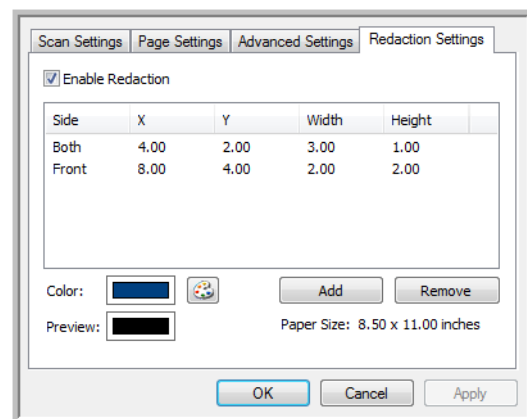 Scan Settings Page Settings Advanced Settings Redaction Settings
Enable Redaction
Side X Y Width Height
Both 4.00 2.00 3.00 1.00
Front 8.00 4.00 2.00 2.00
Color: Add Remove
Preview: Paper Size: 8.50 x 11.00 inches
OK Cancel Apply